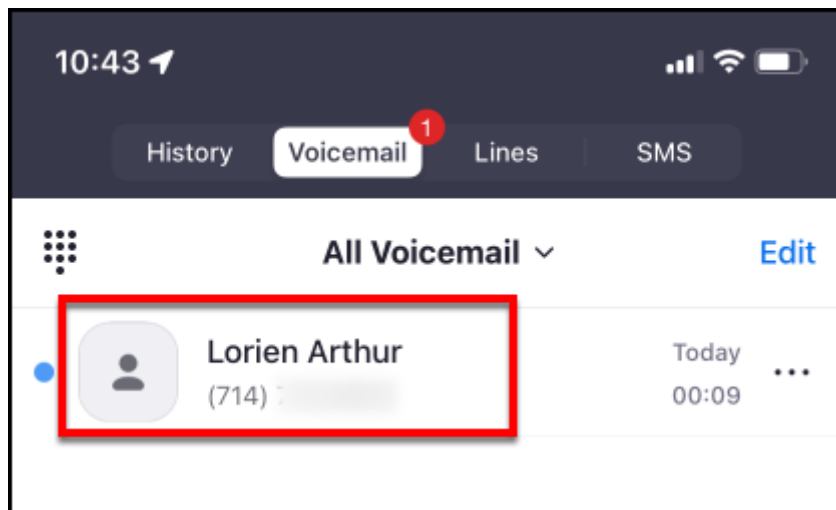 10:43
History Voicemail 1 Lines SMS
All Voicemail Edit
Lorien Arthur Today
(714) 00:09